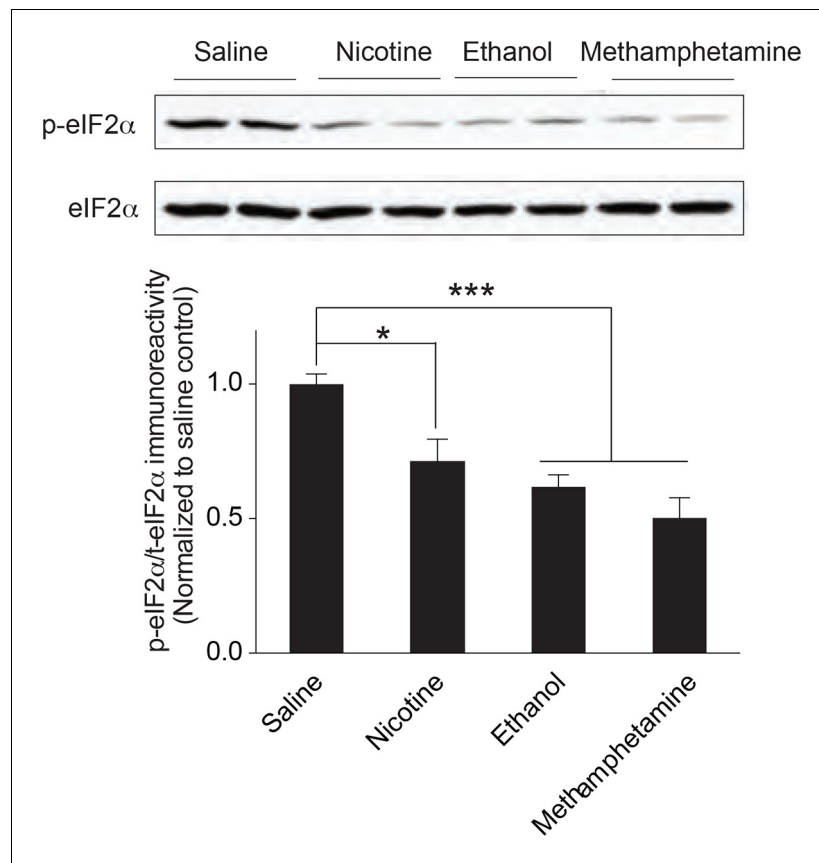 Saline Nicotine Ethanol Methamphetamine
p-eIF2α
eIF2α
p-eIF2α/t-eIF2α immunoreactivity
(Normalized to saline control)
***
*
1.0
0.5
0.0
Saline
Nicotine
Ethanol
Methamphetamine